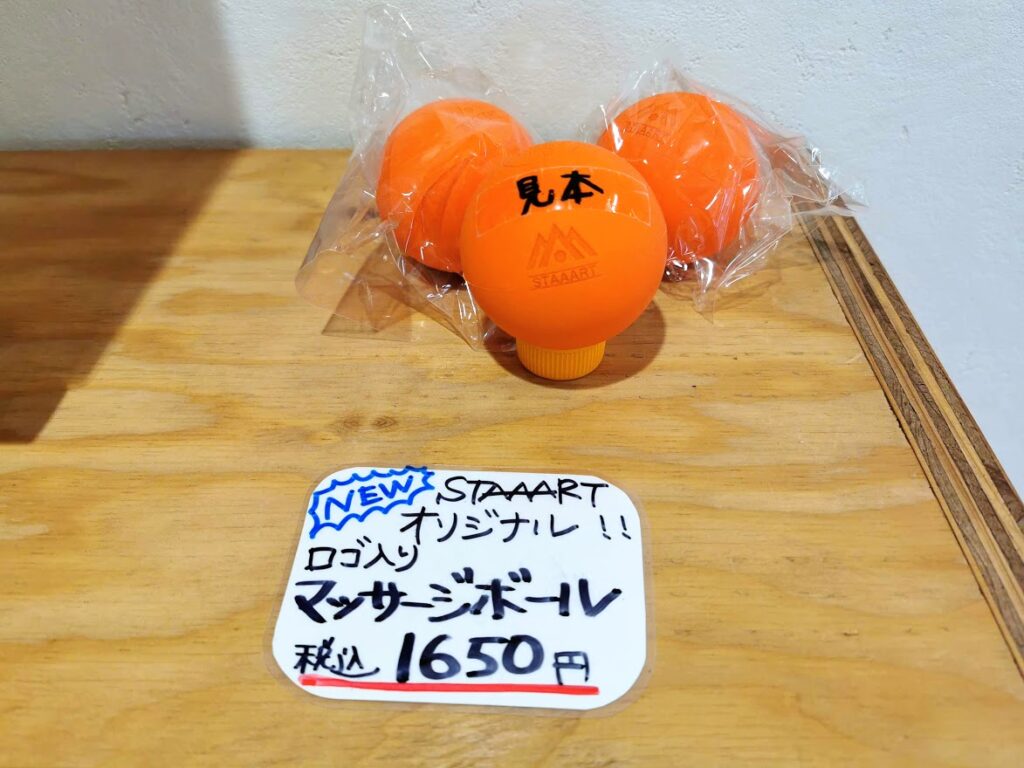 見本
STAAART
NEW STAAART
オリジナル!!
ロゴ入り
マッサージボール
税込 1650円